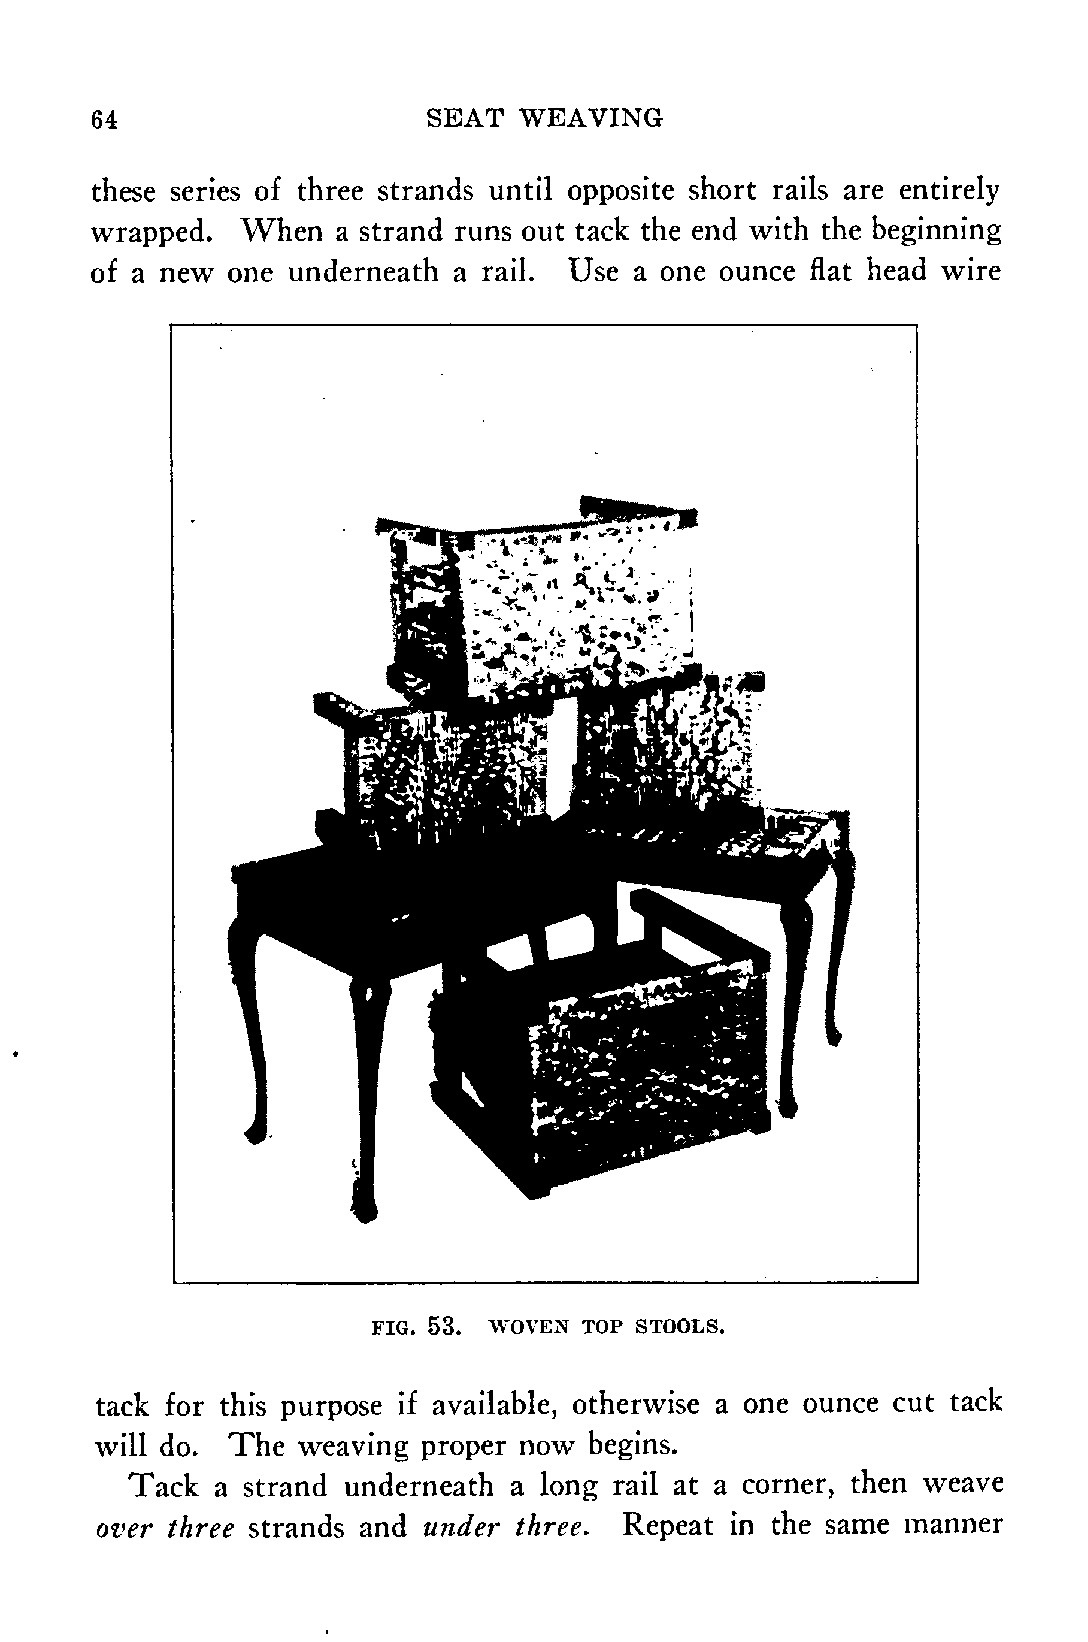 64 SEAT WEAVING
these series of three strands until opposite short rails are entirely
wrapped. When a strand runs out tack the end with the beginning
of a new one underneath a rail. Use a one ounce flat head wire
FIG. 53. WOVEN TOP STOOLS.
tack for this purpose if available, otherwise a one ounce cut tack
will do. The weaving proper now begins.
Tack a strand underneath a long rail at a corner, then weave
over three strands and under three. Repeat in the same manner